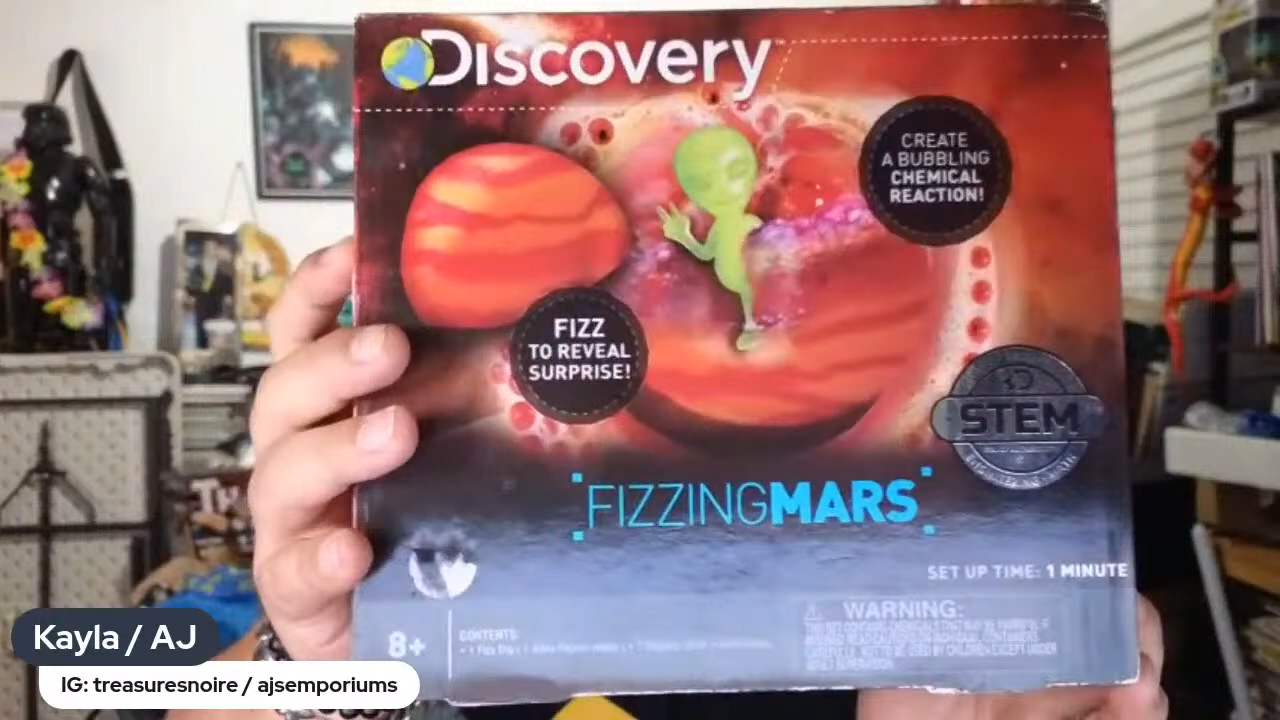 Discovery
CREATE
A BUBBLING
CHEMICAL
REACTION!
FIZZ
TO REVEAL
SURPRISE!
STEM
FIZZINGMARS
SET UP TIME: 1 MINUTE
WARNING:
8+
CONTENTS:
Kayla / AJ
IG: treasuresnoire / ajsemporiums